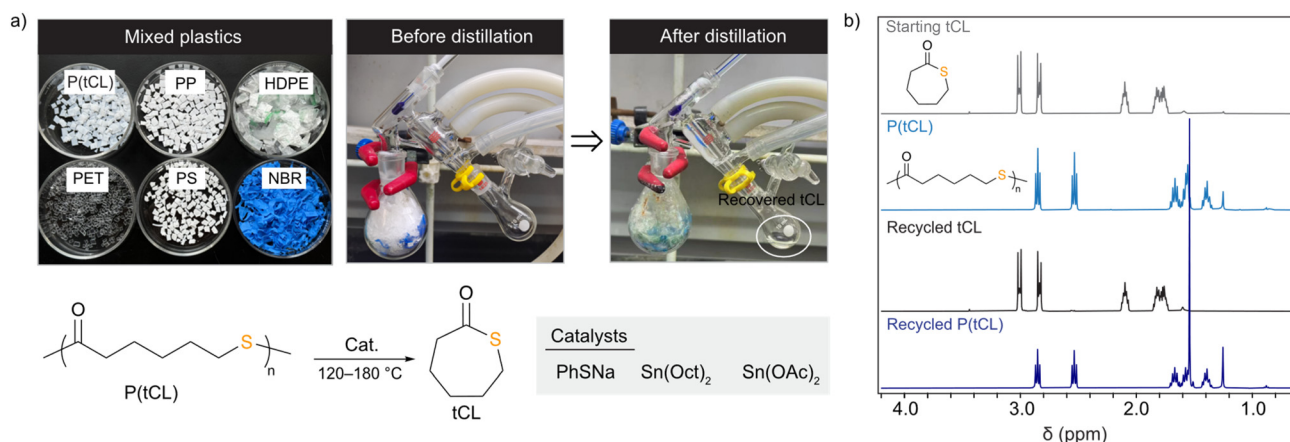 a)
Mixed plastics
Before distillation
After distillation
P(tCL)
PP
HDPE
PET
PS
NBR
⇒
Recovered tCL
O
S
n
P(tCL)
Cat.
120–180 °C
O
S
tCL
Catalysts
PhSNa Sn(Oct)₂ Sn(OAc)₂
b)
Starting tCL
O
S
P(tCL)
O
S
n
Recycled tCL
Recycled P(tCL)
4.0 3.0 2.0 1.0
δ (ppm)